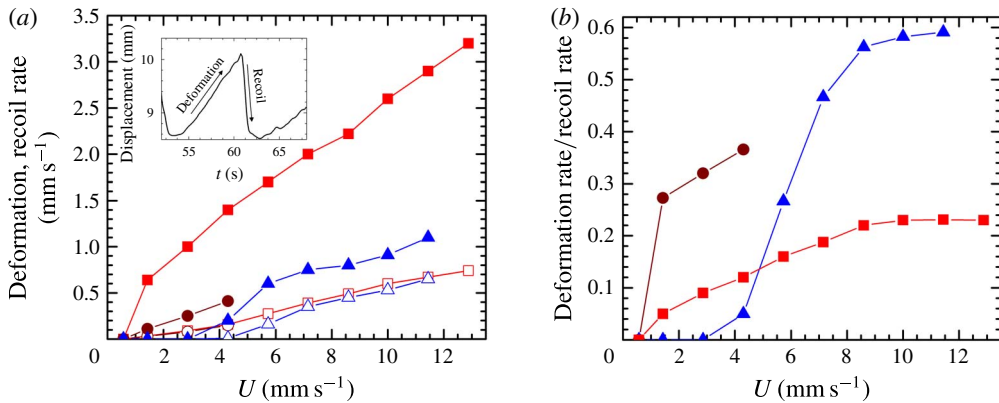 (a)
3.5
3.0
2.5
2.0
1.5
1.0
0.5
0
2
4
6
8
10
12
U (mm s−1)
Deformation, recoil rate
(mm s−1)
10
9
55
60
65
t (s)
Displacement (mm)
Deformation
Recoil
(b)
0.6
0.5
0.4
0.3
0.2
0.1
0
2
4
6
8
10
12
U (mm s−1)
Deformation rate/recoil rate